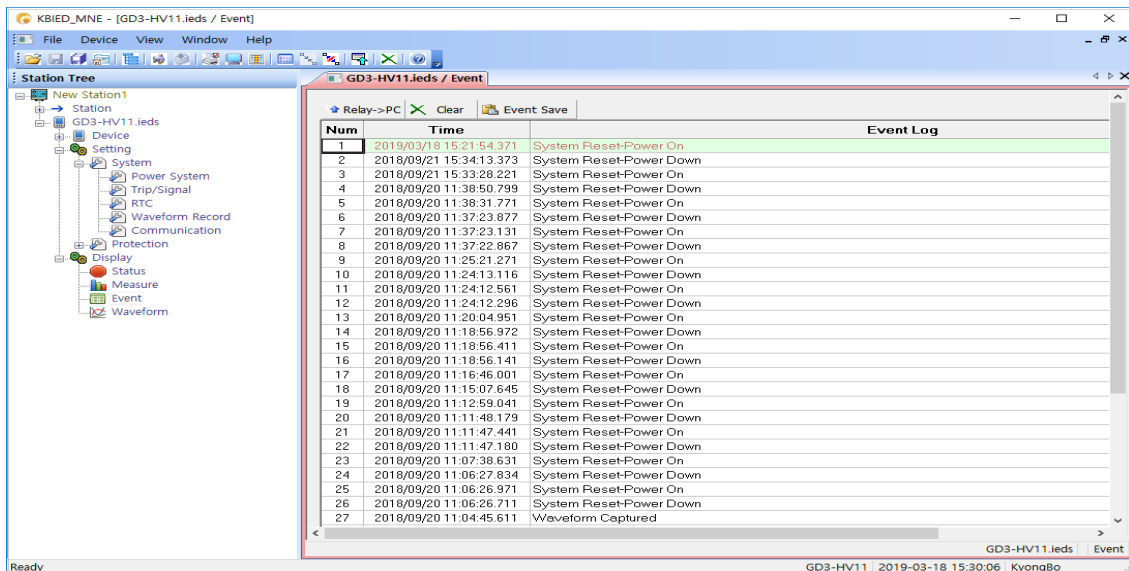 KBIED_MNE - [GD3-HV11.ieds / Event]
File Device View Window Help
Station Tree
New Station1
Station
GD3-HV11.ieds
Device
Setting
System
Power System
Trip/Signal
RTC
Waveform Record
Communication
Protection
Display
Status
Measure
Event
Waveform
GD3-HV11.ieds / Event
Relay->PC Clear Event Save
Num Time Event Log
1 2019/03/18 15:21:54.371 System Reset-Power On
2 2018/09/21 15:34:13.373 System Reset-Power Down
3 2018/09/21 15:33:28.221 System Reset-Power On
4 2018/09/20 11:38:50.799 System Reset-Power Down
5 2018/09/20 11:38:31.771 System Reset-Power On
6 2018/09/20 11:37:23.877 System Reset-Power Down
7 2018/09/20 11:37:23.131 System Reset-Power On
8 2018/09/20 11:37:22.867 System Reset-Power Down
9 2018/09/20 11:25:21.271 System Reset-Power On
10 2018/09/20 11:24:13.116 System Reset-Power Down
11 2018/09/20 11:24:12.561 System Reset-Power On
12 2018/09/20 11:24:12.296 System Reset-Power Down
13 2018/09/20 11:20:04.951 System Reset-Power On
14 2018/09/20 11:18:56.972 System Reset-Power Down
15 2018/09/20 11:18:56.411 System Reset-Power On
16 2018/09/20 11:18:56.141 System Reset-Power Down
17 2018/09/20 11:16:46.001 System Reset-Power On
18 2018/09/20 11:15:07.645 System Reset-Power Down
19 2018/09/20 11:12:59.041 System Reset-Power On
20 2018/09/20 11:11:48.179 System Reset-Power Down
21 2018/09/20 11:11:47.441 System Reset-Power On
22 2018/09/20 11:11:47.180 System Reset-Power Down
23 2018/09/20 11:07:38.631 System Reset-Power On
24 2018/09/20 11:06:27.834 System Reset-Power Down
25 2018/09/20 11:06:26.971 System Reset-Power On
26 2018/09/20 11:06:26.711 System Reset-Power Down
27 2018/09/20 11:04:45.611 Waveform Captured
GD3-HV11.ieds Event
Ready GD3-HV11 2019-03-18 15:30:06 KyongBo